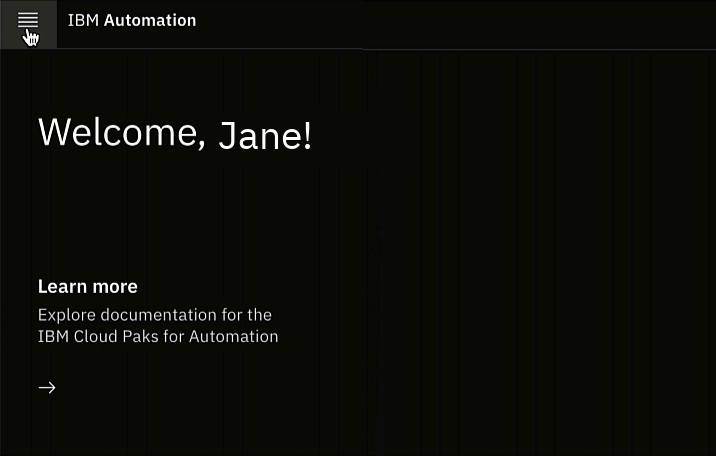 IBM Automation
Welcome, Jane!
Learn more
Explore documentation for the
IBM Cloud Paks for Automation